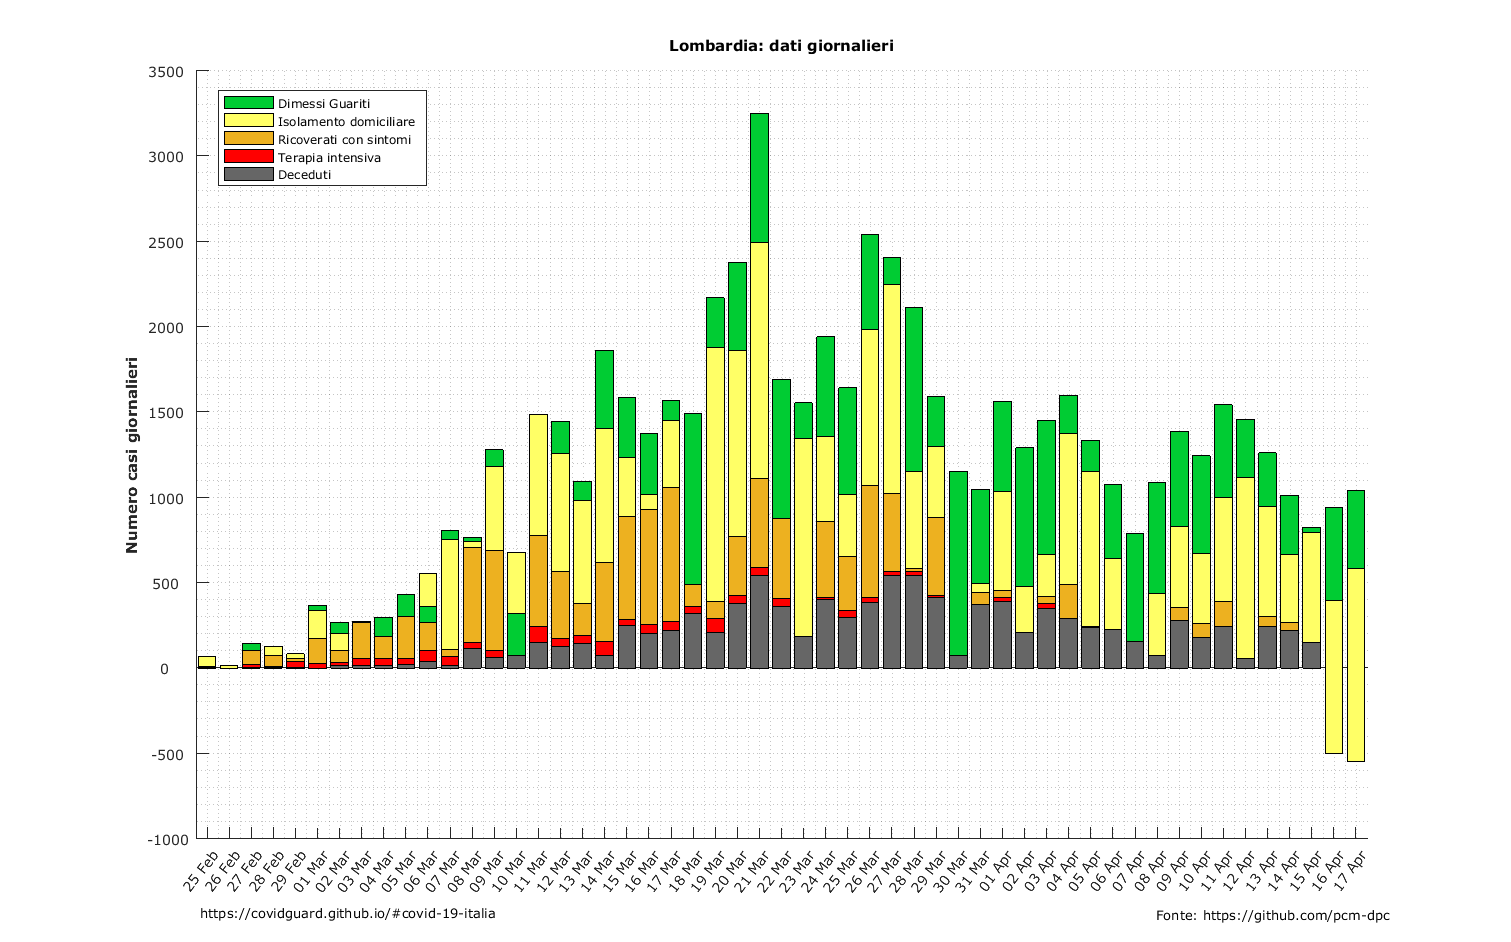 Lombardia: dati giornalieri
3500
3000
2500
2000
1500
1000
500
0
-500
-1000
Numero casi giornalieri
Dimessi Guariti
Isolamento domiciliare
Ricoverati con sintomi
Terapia intensiva
Deceduti
25 Feb
26 Feb
27 Feb
28 Feb
29 Feb
01 Mar
02 Mar
03 Mar
04 Mar
05 Mar
06 Mar
07 Mar
08 Mar
09 Mar
10 Mar
11 Mar
12 Mar
13 Mar
14 Mar
15 Mar
16 Mar
17 Mar
18 Mar
19 Mar
20 Mar
21 Mar
22 Mar
23 Mar
24 Mar
25 Mar
26 Mar
27 Mar
28 Mar
29 Mar
30 Mar
31 Mar
01 Apr
02 Apr
03 Apr
04 Apr
05 Apr
06 Apr
07 Apr
08 Apr
09 Apr
10 Apr
11 Apr
12 Apr
13 Apr
14 Apr
15 Apr
16 Apr
17 Apr
https://covidguard.github.io/#covid-19-italia
Fonte: https://github.com/pcm-dpc